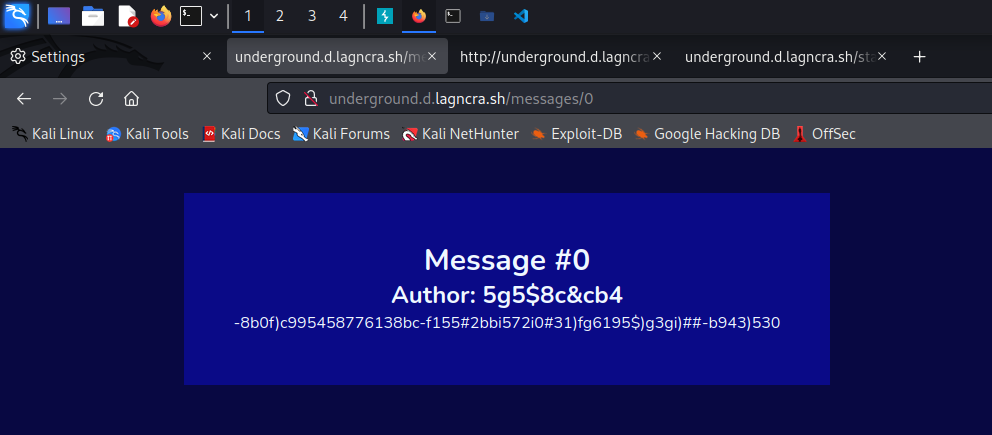 1 2 3 4
Settings underground.d.lagncra.sh/me http://underground.d.lagncra underground.d.lagncra.sh/sta
underground.d.lagncra.sh/messages/0
Kali Linux Kali Tools Kali Docs Kali Forums Kali NetHunter Exploit-DB Google Hacking DB OffSec
Message #0
Author: 5g5$8c&cb4
-8b0f)c995458776138bc-f155#2bbi572i0#31)fg6195$)g3gi)##-b943)530